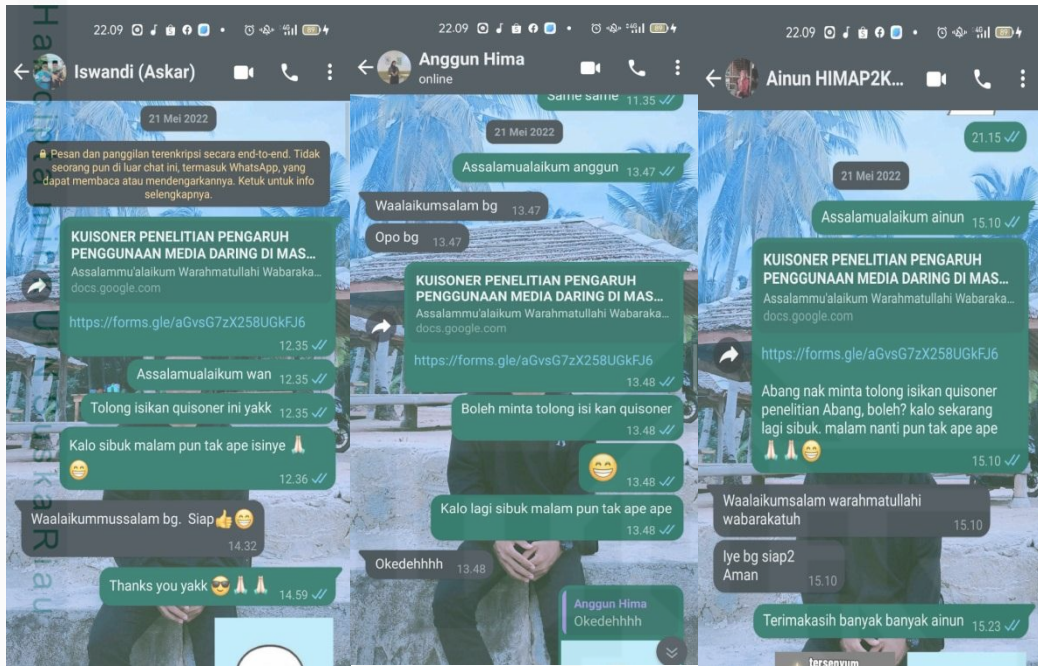 22.09
Iswandi (Askar)
21 Mei 2022
Pesan dan panggilan terenkripsi secara end-to-end. Tidak
seorang pun di luar chat ini, termasuk WhatsApp, yang
dapat membaca atau mendengarkannya. Ketuk untuk info
selengkapnya.
KUISONER PENELITIAN PENGARUH
PENGGUNAAN MEDIA DARING DI MAS...
Assalammu'alaikum Warahmatullahi Wabaraka...
docs.google.com
https://forms.gle/aGvsG7zX258UGkFJ6
12.35
Assalamualaikum wan 12.35
Tolong isikan quisoner ini yakk 12.35
Kalo sibuk malam pun tak ape isinye 🙏🏻
😁
12.36
Waalaikummussalam bg. Siap👍😁
14.32
Thanks you yakk 😎🙏🏻🙏🏻 14.59
22.09
Anggun Hima
online
Same same 11.35
21 Mei 2022
Assalamualaikum anggun 13.47
Waalaikumsalam bg 13.47
Opo bg 13.47
KUISONER PENELITIAN PENGARUH
PENGGUNAAN MEDIA DARING DI MAS...
Assalammu'alaikum Warahmatullahi Wabaraka...
docs.google.com
https://forms.gle/aGvsG7zX258UGkFJ6
13.48
Boleh minta tolong isi kan quisoner
13.48
😁
13.48
Kalo lagi sibuk malam pun tak ape ape
13.48
Okedehhhh 13.48
Anggun Hima
Okedehhhh
22.09
Ainun HIMAP2K...
21.15
21 Mei 2022
Assalamualaikum ainun 15.10
KUISONER PENELITIAN PENGARUH
PENGGUNAAN MEDIA DARING DI MAS...
Assalammu'alaikum Warahmatullahi Wabaraka...
docs.google.com
https://forms.gle/aGvsG7zX258UGkFJ6
Abang nak minta tolong isikan quisoner
penelitian Abang, boleh? kalo sekarang
lagi sibuk. malam nanti pun tak ape ape
🙏🏻🙏🏻😁
15.10
Waalaikumsalam warahmatullahi
wabarakatuh
15.10
Iye bg siap2
Aman
15.10
Terimakasih banyak banyak ainun 15.23
tersenyum